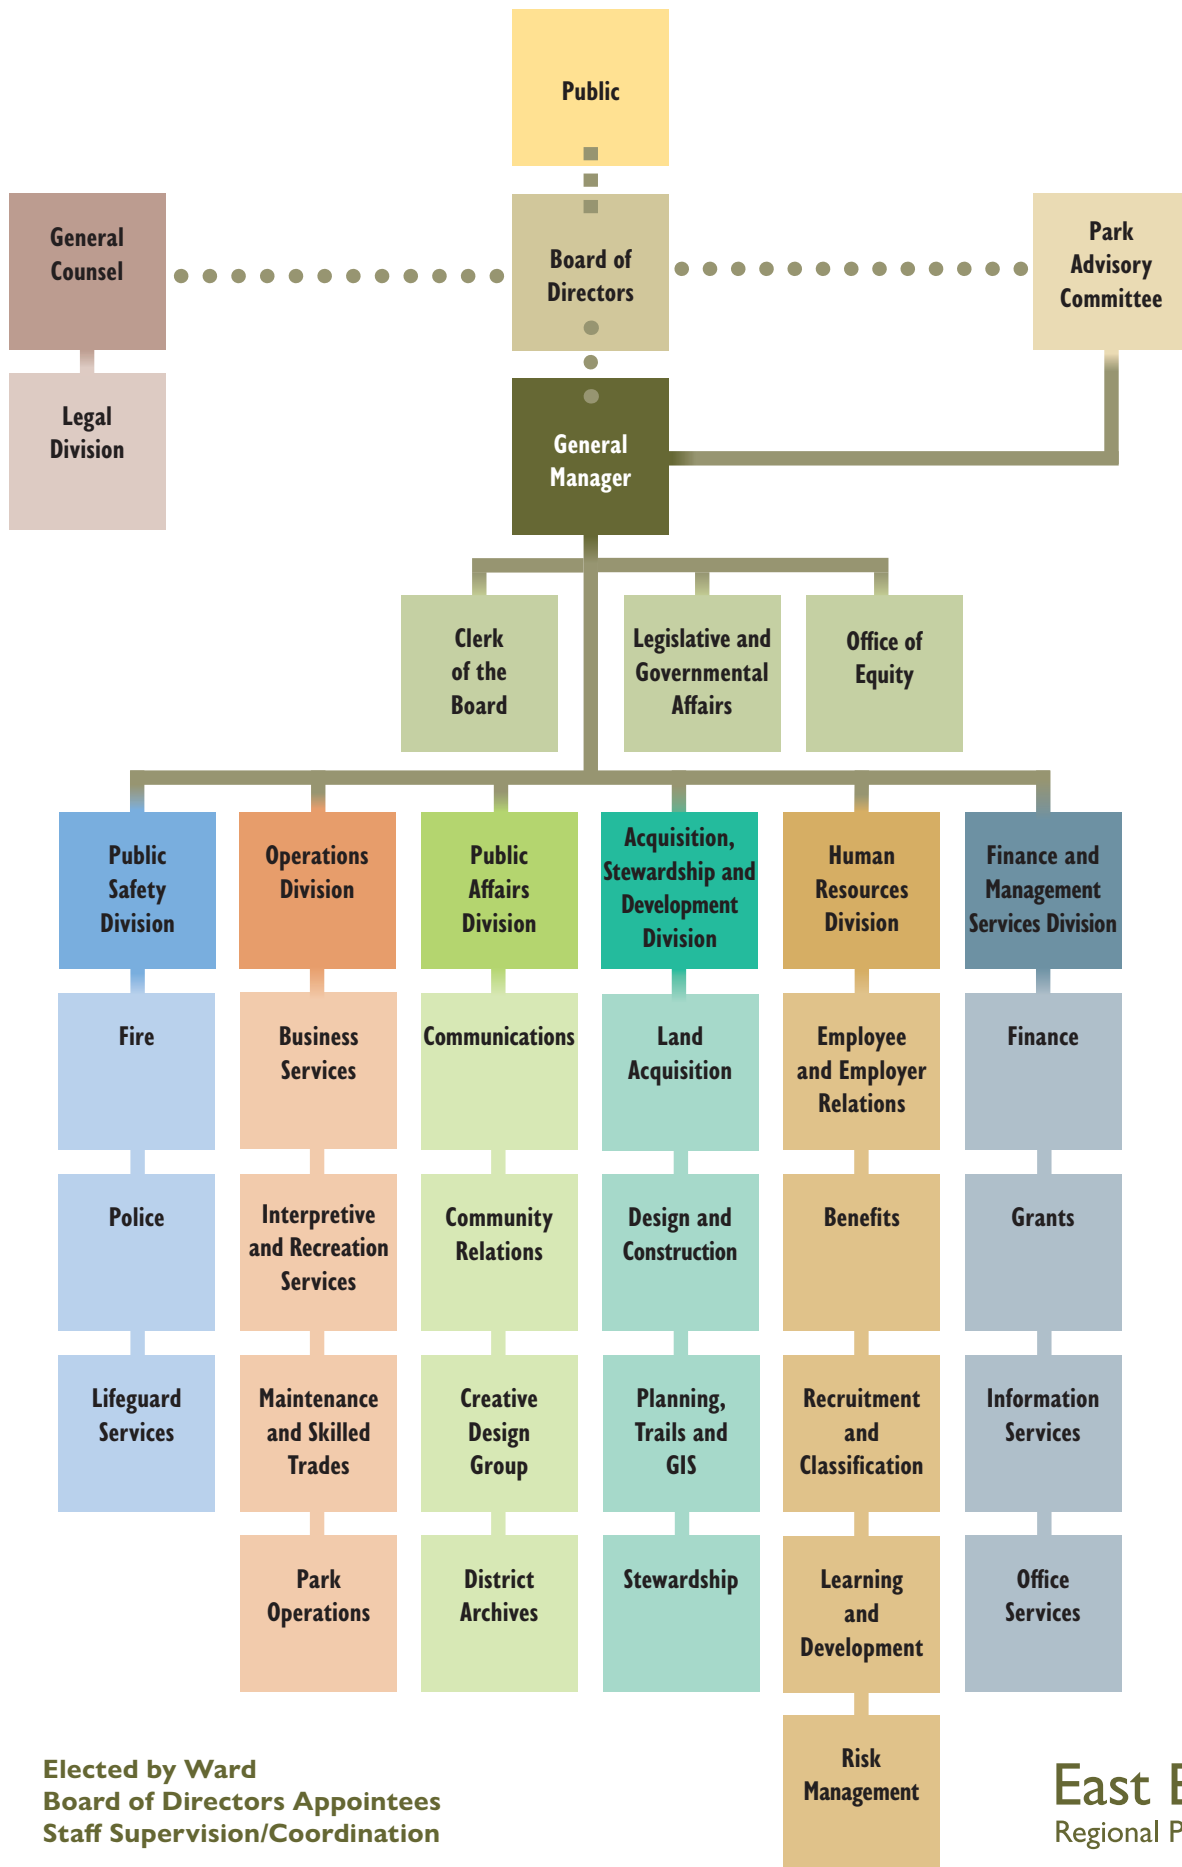 Public
General
Counsel
Board of
Directors
Park
Advisory
Committee
Legal
Division
General
Manager
Clerk
of the
Board
Legislative and
Governmental
Affairs
Office of
Equity
Public
Safety
Division
Operations
Division
Public
Affairs
Division
Acquisition,
Stewardship and
Development
Division
Human
Resources
Division
Finance and
Management
Services Division
Fire
Business
Services
Communications
Land
Acquisition
Employee
and Employer
Relations
Finance
Police
Interpretive
and Recreation
Services
Community
Relations
Design and
Construction
Benefits
Grants
Lifeguard
Services
Maintenance
and Skilled
Trades
Creative
Design
Group
Planning,
Trails and
GIS
Recruitment
and
Classification
Information
Services
Park
Operations
District
Archives
Stewardship
Learning
and
Development
Office
Services
Risk
Management
Elected by Ward
Board of Directors Appointees
Staff Supervision/Coordination
East
Regional